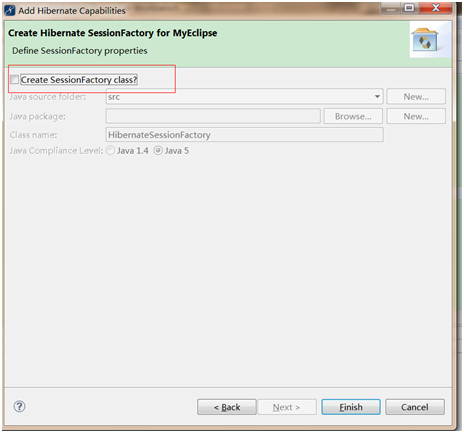 Add Hibernate Capabilities
Create Hibernate SessionFactory for MyEclipse
Define SessionFactory properties
Create SessionFactory class?
Java source folder: src New...
Java package: Browse... New...
Class name: HibernateSessionFactory
Java Compliance Level: Java 1.4 Java 5
? < Back Next > Finish Cancel